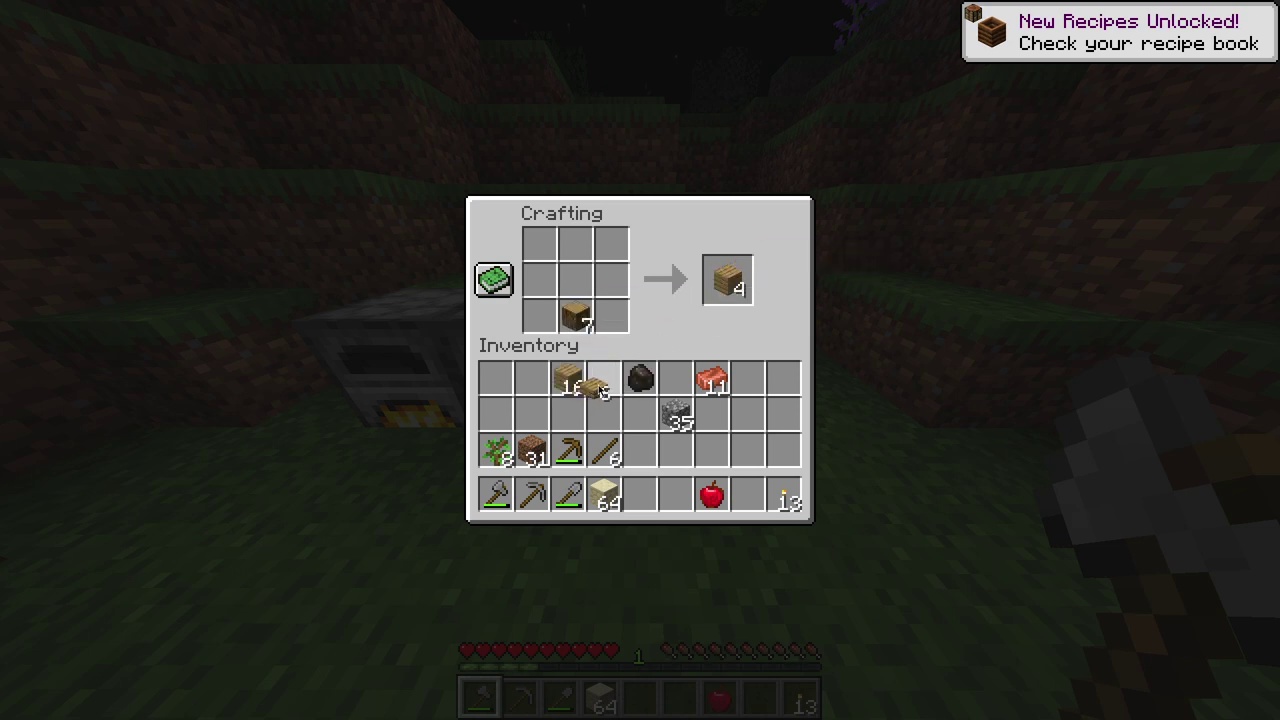 New Recipes Unlocked!
Check your recipe book
Crafting
4
7
Inventory
16 6 11
35
8 31 6
64 13
1
64 13